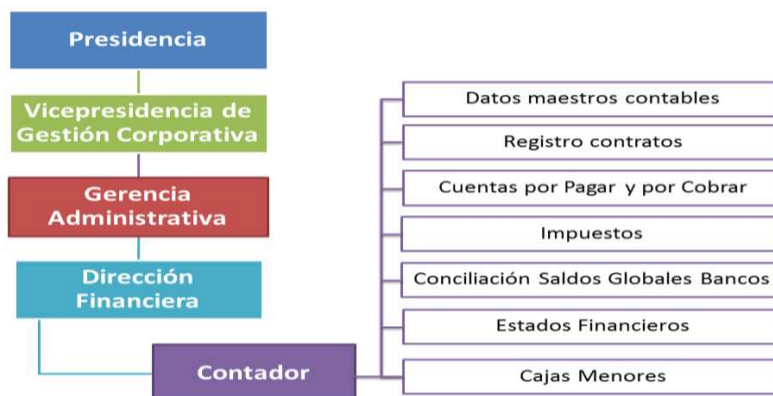 Presidencia
Vicepresidencia de
Gestión Corporativa
Gerencia
Administrativa
Dirección
Financiera
Contador
Datos maestros contables
Registro contratos
Cuentas por Pagar y por Cobrar
Impuestos
Conciliación Saldos Globales Bancos
Estados Financieros
Cajas Menores